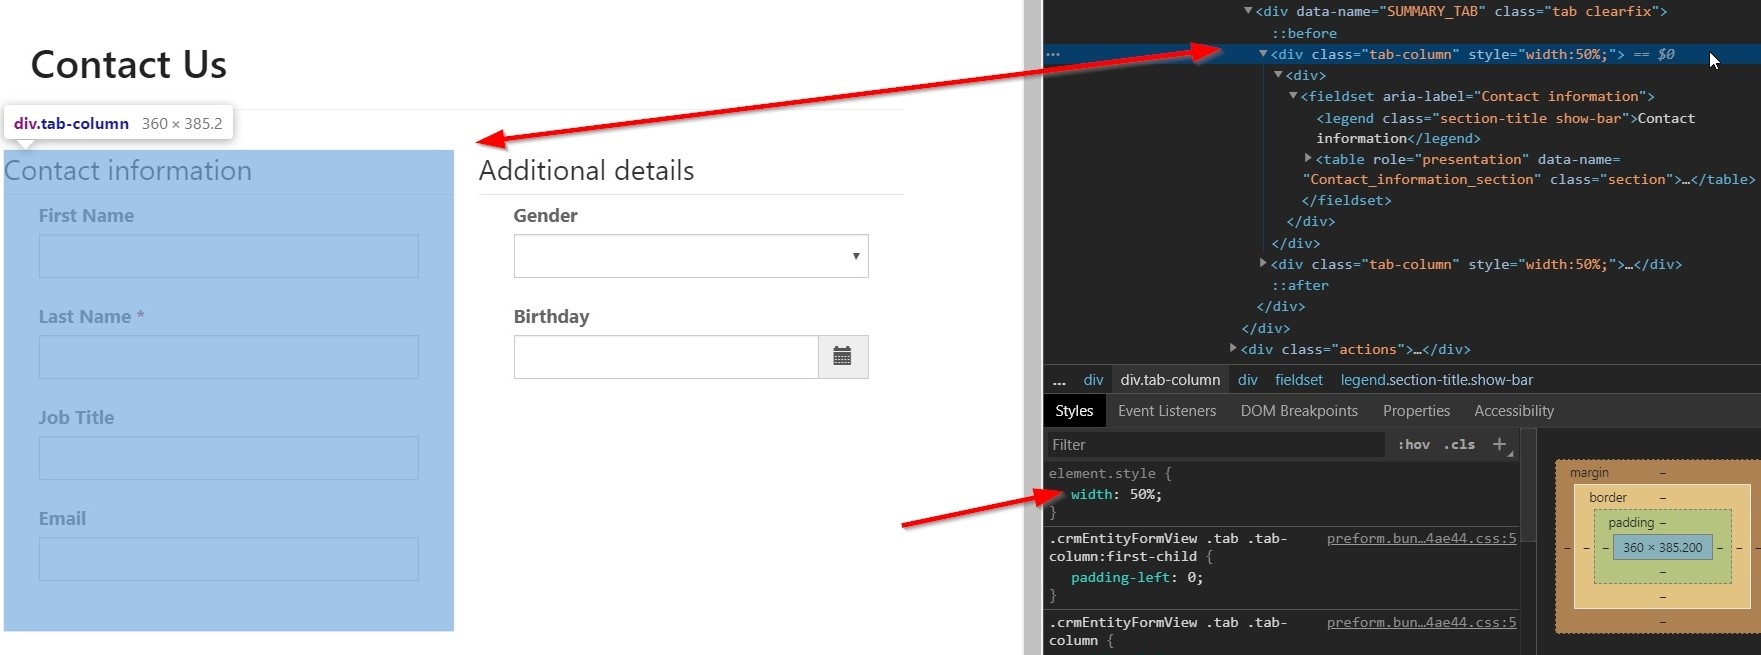 Contact Us
div.tab-column 360 × 385.2
Contact information
First Name
Last Name *
Job Title
Email
Additional details
Gender
Birthday
▼<div data-name="SUMMARY_TAB" class="tab clearfix">
::before
… ▼<div class="tab-column" style="width:50%;"> == $0
▼<div>
▼<fieldset aria-label="Contact information">
<legend class="section-title show-bar">Contact
information</legend>
▶<table role="presentation" data-name=
"Contact_information_section" class="section">…</table>
</fieldset>
</div>
</div>
▶<div class="tab-column" style="width:50%;">…</div>
::after
</div>
</div>
▶<div class="actions">…</div>
... div div.tab-column div fieldset legend.section-title.show-bar
Styles Event Listeners DOM Breakpoints Properties Accessibility
Filter :hov .cls +
element.style {
width: 50%;
}
.crmEntityFormView .tab .tab- preform.bun…4ae44.css:5
column:first-child {
padding-left: 0;
}
.crmEntityFormView .tab .tab- preform.bun…4ae44.css:5
column {
margin –
border –
padding –
– – – 360 × 385.200 – – –
–
–
–